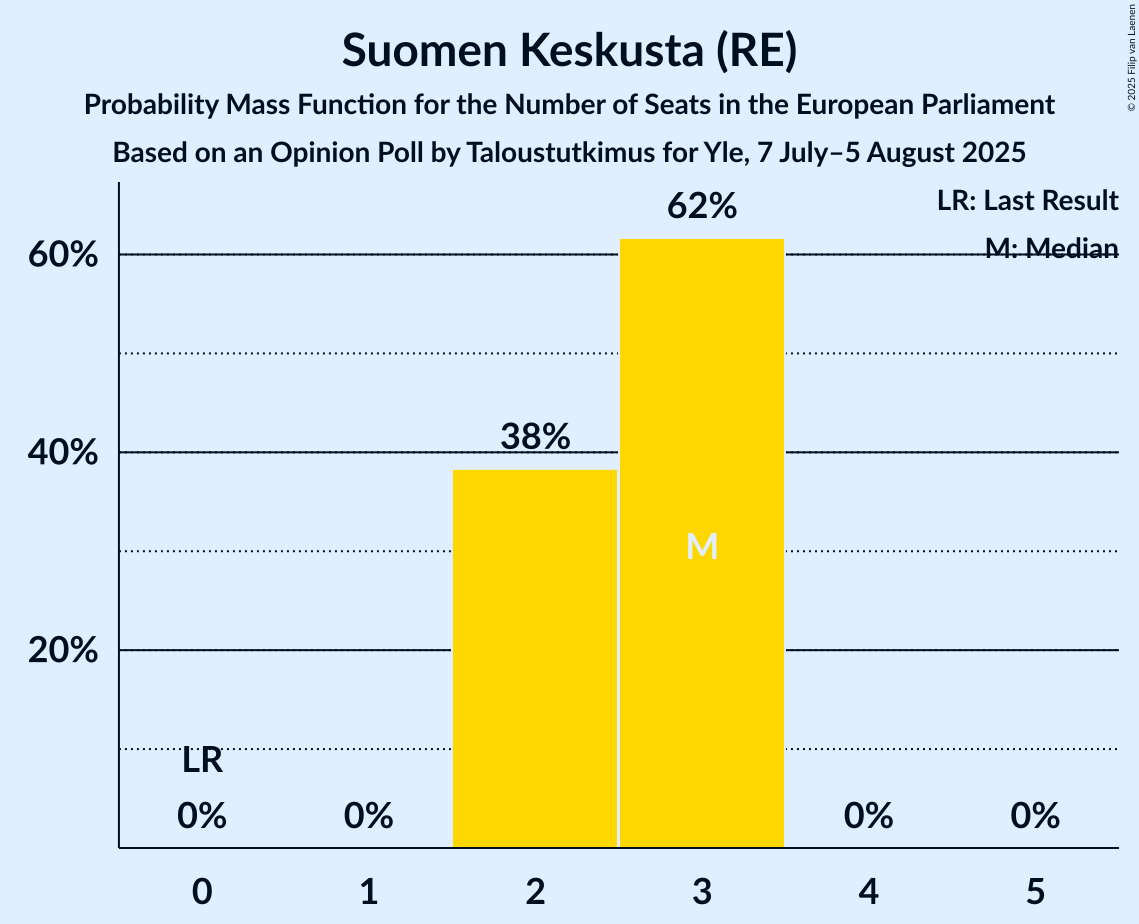 Suomen Keskusta (RE)
Probability Mass Function for the Number of Seats in the European Parliament
Based on an Opinion Poll by Taloustutkimus for Yle, 7 July–5 August 2025
© 2025 Filip van Laenen
LR: Last Result
M: Median
62%
60%
38%
40%
M
20%
LR
0%
0%
0%
0%
0
1
2
3
4
5